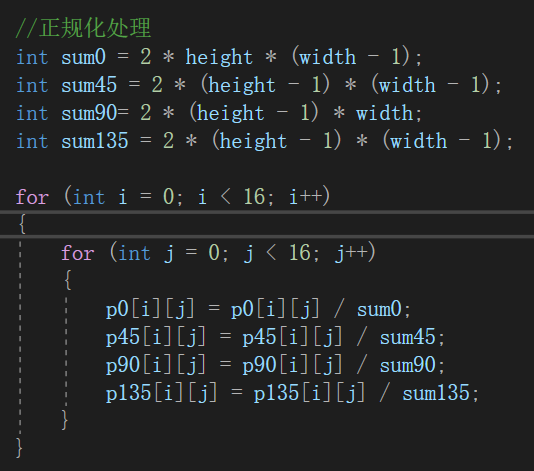 //正规化处理
int sum0 = 2 * height * (width - 1);
int sum45 = 2 * (height - 1) * (width - 1);
int sum90= 2 * (height - 1) * width;
int sum135 = 2 * (height - 1) * (width - 1);

for (int i = 0; i < 16; i++)
{
    for (int j = 0; j < 16; j++)
    {
        p0[i][j] = p0[i][j] / sum0;
        p45[i][j] = p45[i][j] / sum45;
        p90[i][j] = p90[i][j] / sum90;
        p135[i][j] = p135[i][j] / sum135;
    }
}